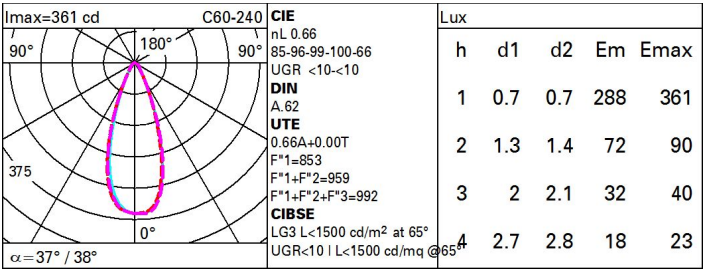 Imax=361 cd C60-240
90° 180° 90°
375
0°
α=37° / 38°
CIE
nL 0.66
85-96-99-100-66
UGR <10-<10
DIN
A.62
UTE
0.66A+0.00T
F"1=853
F"1+F"2=959
F"1+F"2+F"3=992
CIBSE
LG3 L<1500 cd/m² at 65°
UGR<10 | L<1500 cd/mq @65°
Lux
h d1 d2 Em Emax
1 0.7 0.7 288 361
2 1.3 1.4 72 90
3 2 2.1 32 40
4 2.7 2.8 18 23